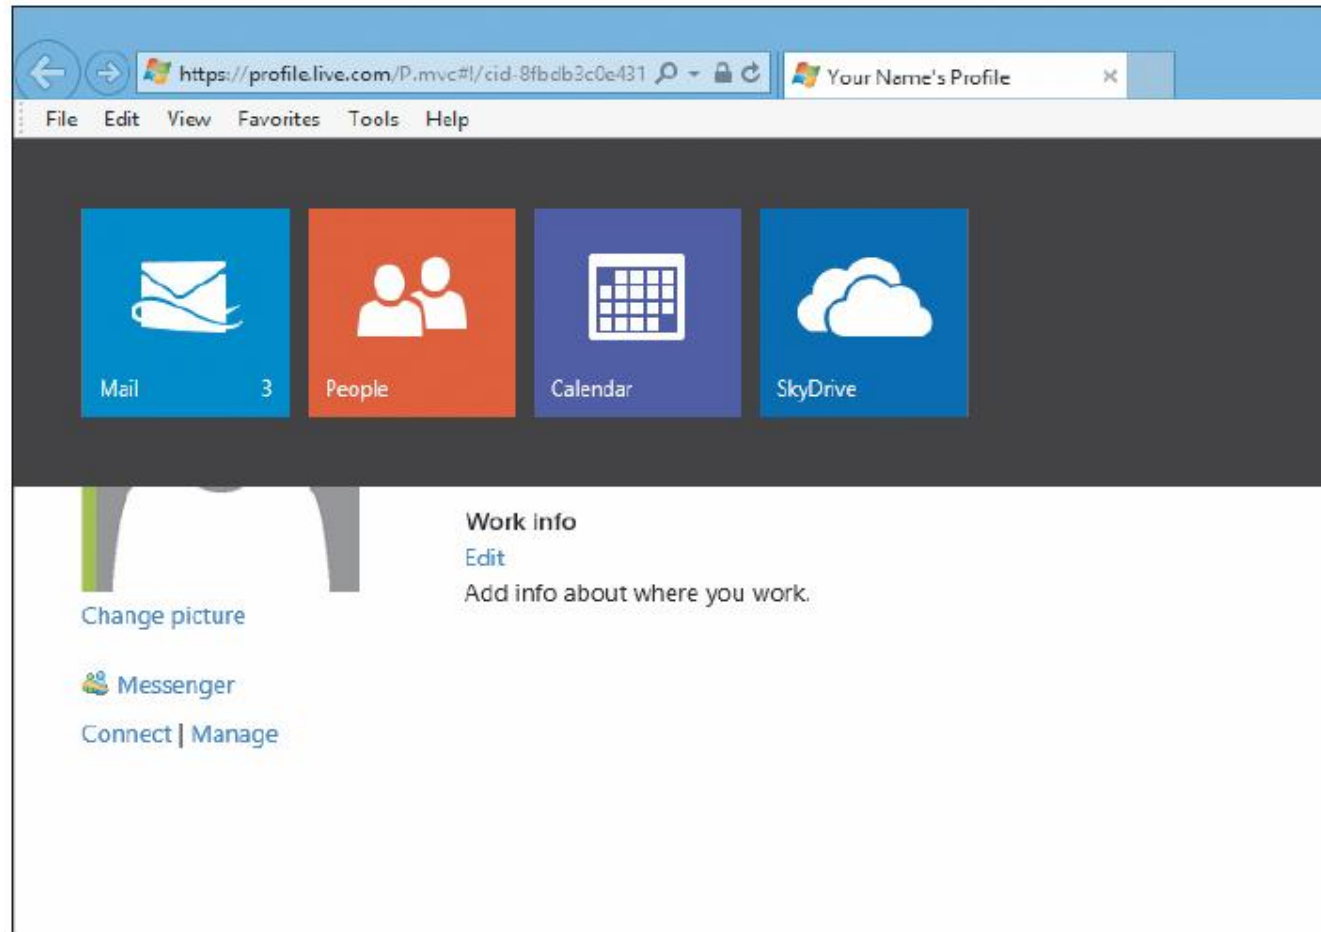 https://profile.live.com/P.mvc#!/cid-8fbdb3c0e431
Your Name's Profile
File Edit View Favorites Tools Help
Mail 3 People Calendar SkyDrive
Work info
Edit
Add info about where you work.
Change picture
Messenger
Connect | Manage